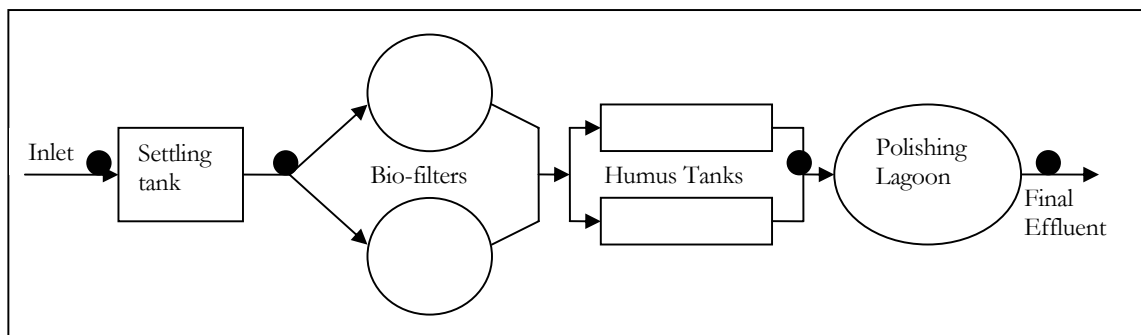 Inlet
Settling
tank
Bio-filters
Humus Tanks
Polishing
Lagoon
Final
Effluent